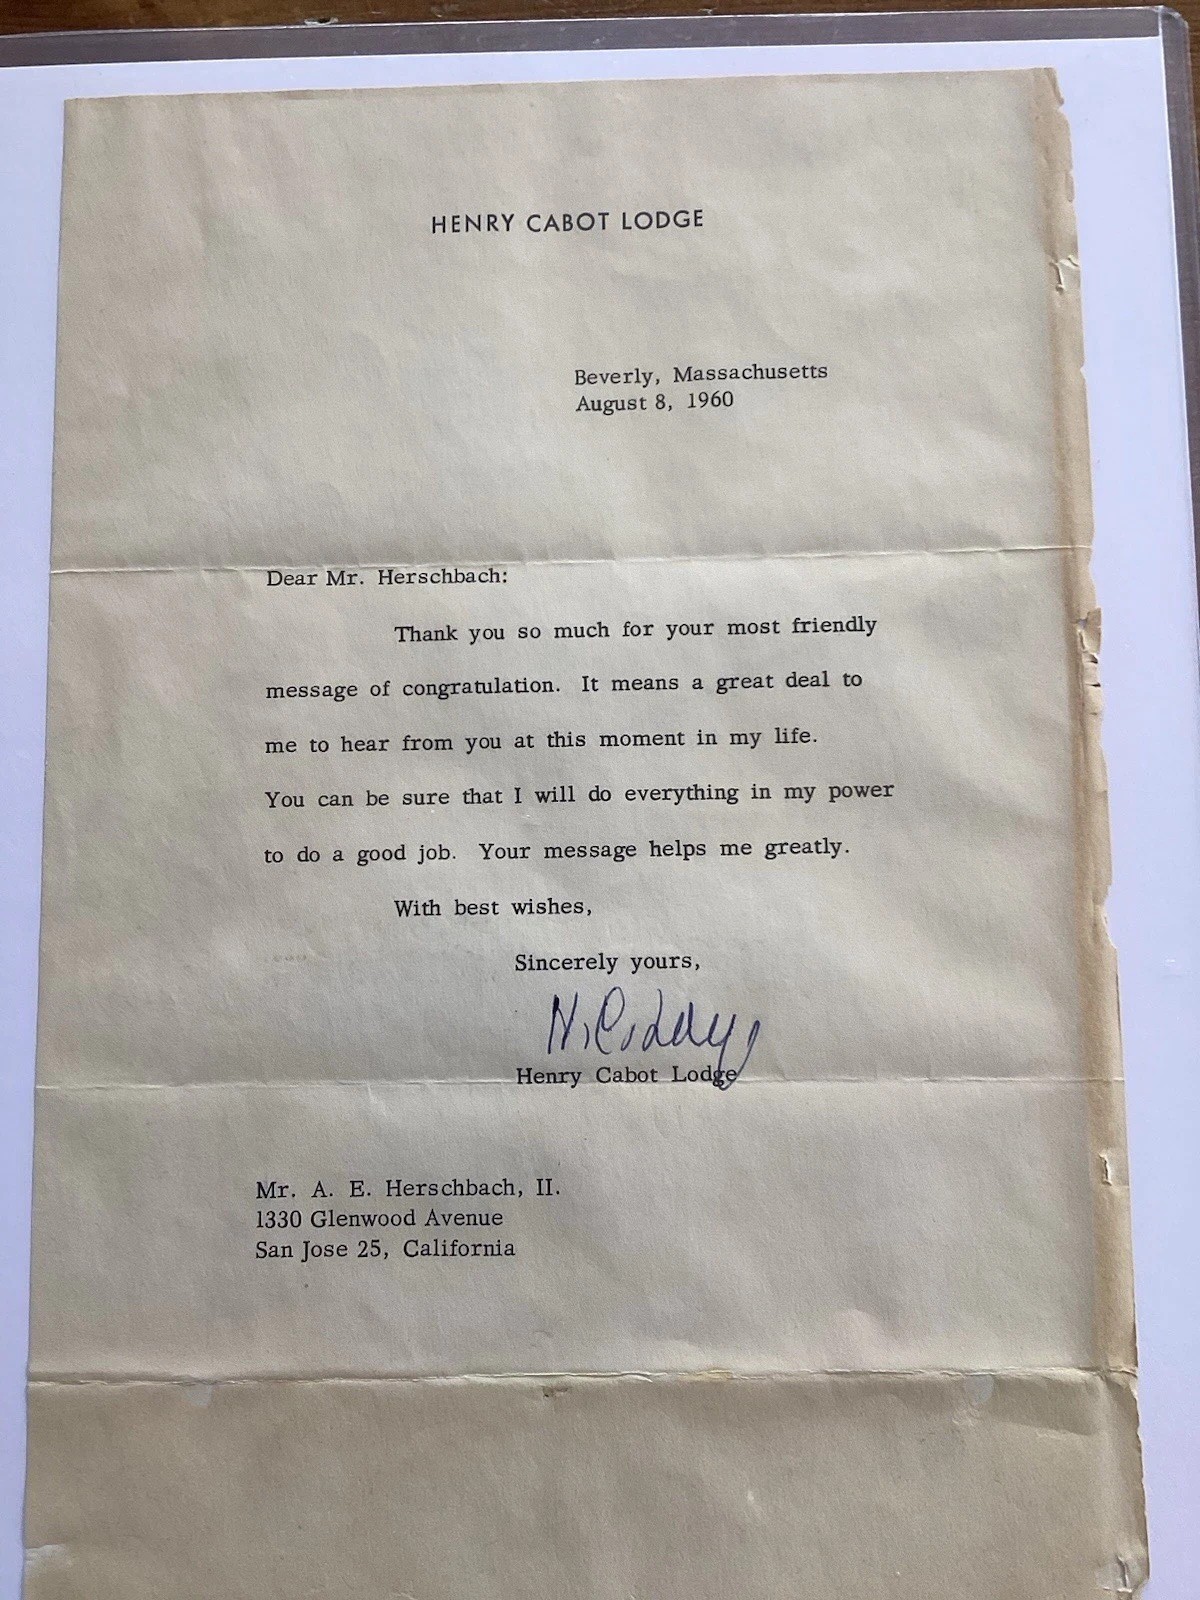 HENRY CABOT LODGE
Beverly, Massachusetts
August 8, 1960
Dear Mr. Herschbach:
Thank you so much for your most friendly
message of congratulation. It means a great deal to
me to hear from you at this moment in my life.
You can be sure that I will do everything in my power
to do a good job. Your message helps me greatly.
With best wishes,
Sincerely yours,
Henry Cabot Lodge
Mr. A. E. Herschbach, II.
1330 Glenwood Avenue
San Jose 25, California